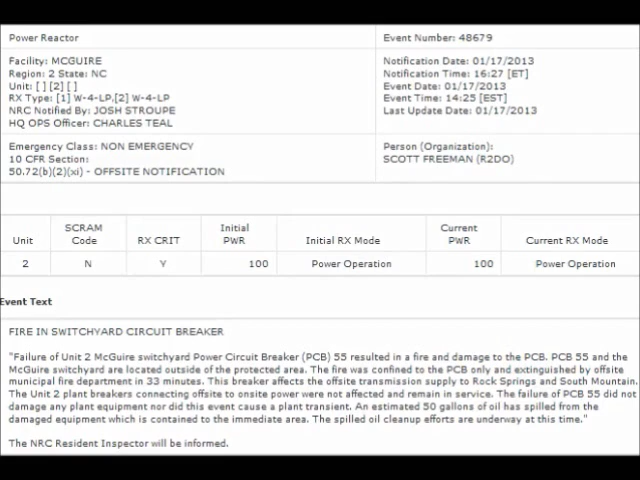 Power Reactor
Event Number: 48679
Facility: MCGUIRE
Region: 2 State: NC
Unit: [ ] [2] [ ]
RX Type: [1] W-4-LP,[2] W-4-LP
NRC Notified By: JOSH STROUPE
HQ OPS Officer: CHARLES TEAL
Notification Date: 01/17/2013
Notification Time: 16:27 [ET]
Event Date: 01/17/2013
Event Time: 14:25 [EST]
Last Update Date: 01/17/2013
Emergency Class: NON EMERGENCY
10 CFR Section:
50.72(b)(2)(xi) - OFFSITE NOTIFICATION
Person (Organization):
SCOTT FREEMAN (R2DO)
Unit
SCRAM
Code
RX CRIT
Initial
PWR
Initial RX Mode
Current
PWR
Current RX Mode
2
N
Y
100
Power Operation
100
Power Operation
Event Text
FIRE IN SWITCHYARD CIRCUIT BREAKER
"Failure of Unit 2 McGuire switchyard Power Circuit Breaker (PCB) 55 resulted in a fire and damage to the PCB. PCB 55 and the
McGuire switchyard are located outside of the protected area. The fire was confined to the PCB only and extinguished by offsite
municipal fire department in 33 minutes. This breaker affects the offsite transmission supply to Rock Springs and South Mountain.
The Unit 2 plant breakers connecting offsite to onsite power were not affected and remain in service. The failure of PCB 55 did not
damage any plant equipment nor did this event cause a plant transient. An estimated 50 gallons of oil has spilled from the
damaged equipment which is contained to the immediate area. The spilled oil cleanup efforts are underway at this time."
The NRC Resident Inspector will be informed.